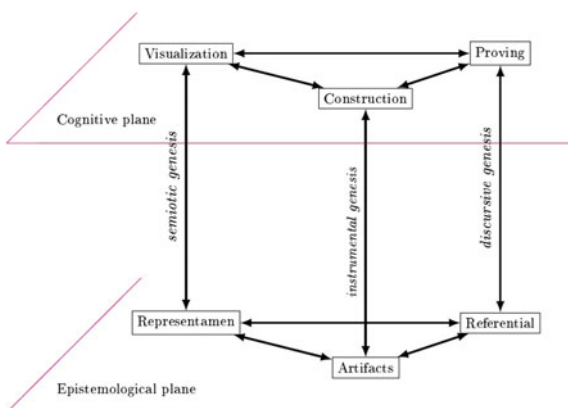 Visualization
Proving
Construction
Cognitive plane
semiotic genesis
instrumental genesis
discursive genesis
Representamen
Referential
Artifacts
Epistemological plane